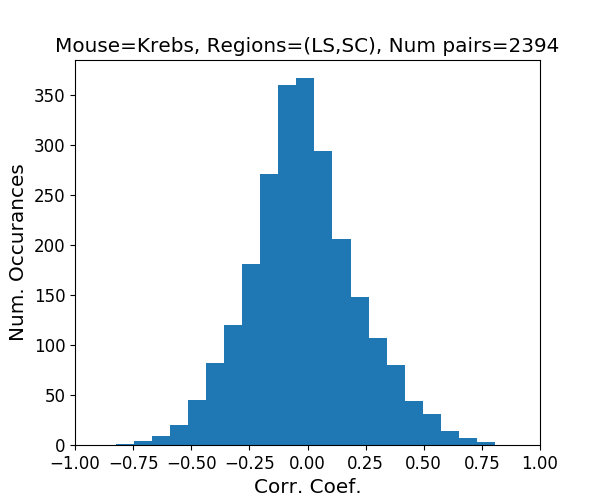 Mouse=Krebs, Regions=(LS,SC), Num pairs=2394
Num. Occurances
350
300
250
200
150
100
50
0
−1.00 −0.75 −0.50 −0.25 0.00 0.25 0.50 0.75 1.00
Corr. Coef.